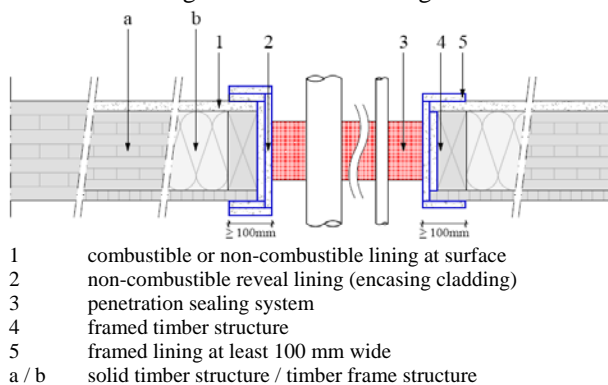 a b 1 2 3 4 5
≥ 100mm ≥ 100mm
1 combustible or non-combustible lining at surface
2 non-combustible reveal lining (encasing cladding)
3 penetration sealing system
4 framed timber structure
5 framed lining at least 100 mm wide
a / b solid timber structure / timber frame structure